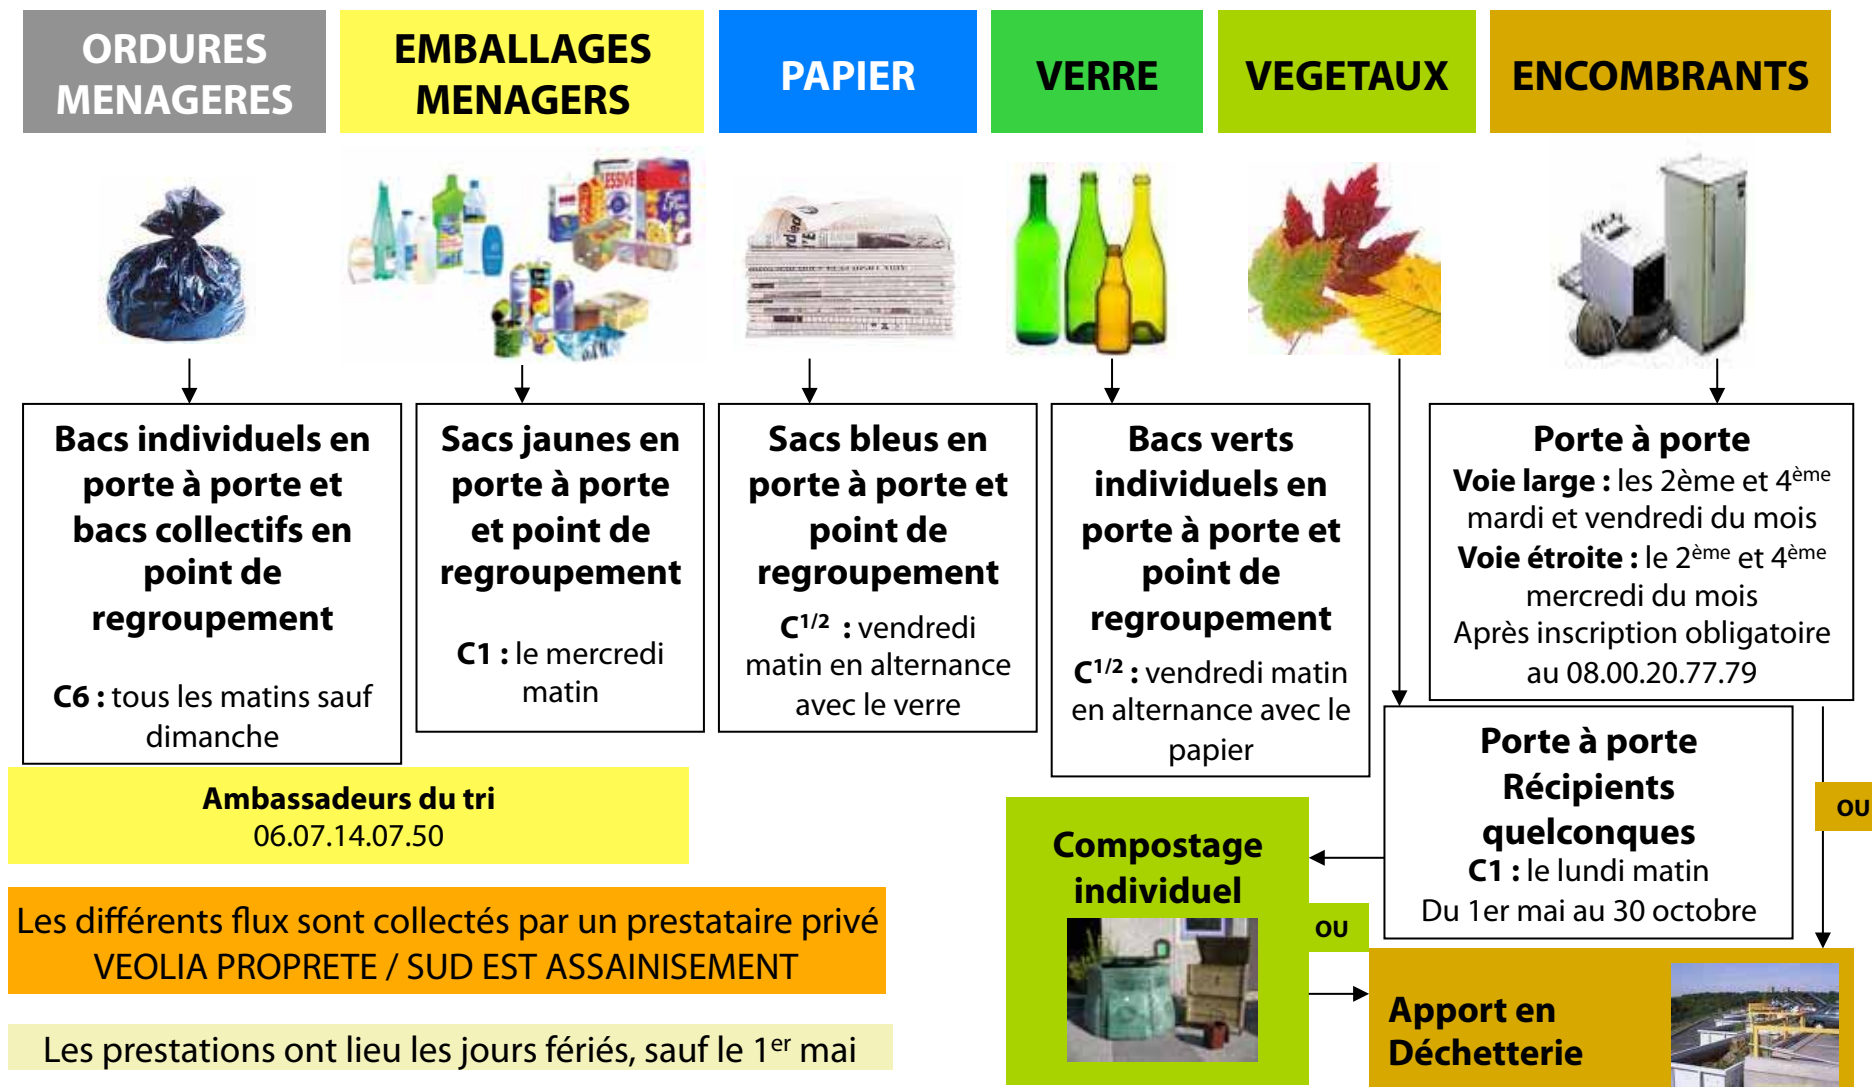 ORDURES
MENAGERES
EMBALLAGES
MENAGERS
PAPIER
VERRE
VEGETAUX
ENCOMBRANTS
ESSIVE
Bacs individuels en
porte à porte et
bacs collectifs en
point de
regroupement
C6 : tous les matins sauf
dimanche
Sacs jaunes en
porte à porte
et point de
regroupement
C1 : le mercredi
matin
Sacs bleus en
porte à porte et
point de
regroupement
C1/2 : vendredi
matin en alternance
avec le verre
Bacs verts
individuels en
porte à porte et
point de
regroupement
C1/2 : vendredi matin
en alternance avec le
papier
Porte à porte
Voie large : les 2ème et 4ème
mardi et vendredi du mois
Voie étroite : le 2ème et 4ème
mercredi du mois
Après inscription obligatoire
au 08.00.20.77.79
Porte à porte
Récipients
quelconques
C1 : le lundi matin
Du 1er mai au 30 octobre
OU
Ambassadeurs du tri
06.07.14.07.50
Les différents flux sont collectés par un prestataire privé
VEOLIA PROPRETE / SUD EST ASSAINISEMENT
Les prestations ont lieu les jours fériés, sauf le 1er mai
Compostage
individuel
OU
Apport en
Déchetterie